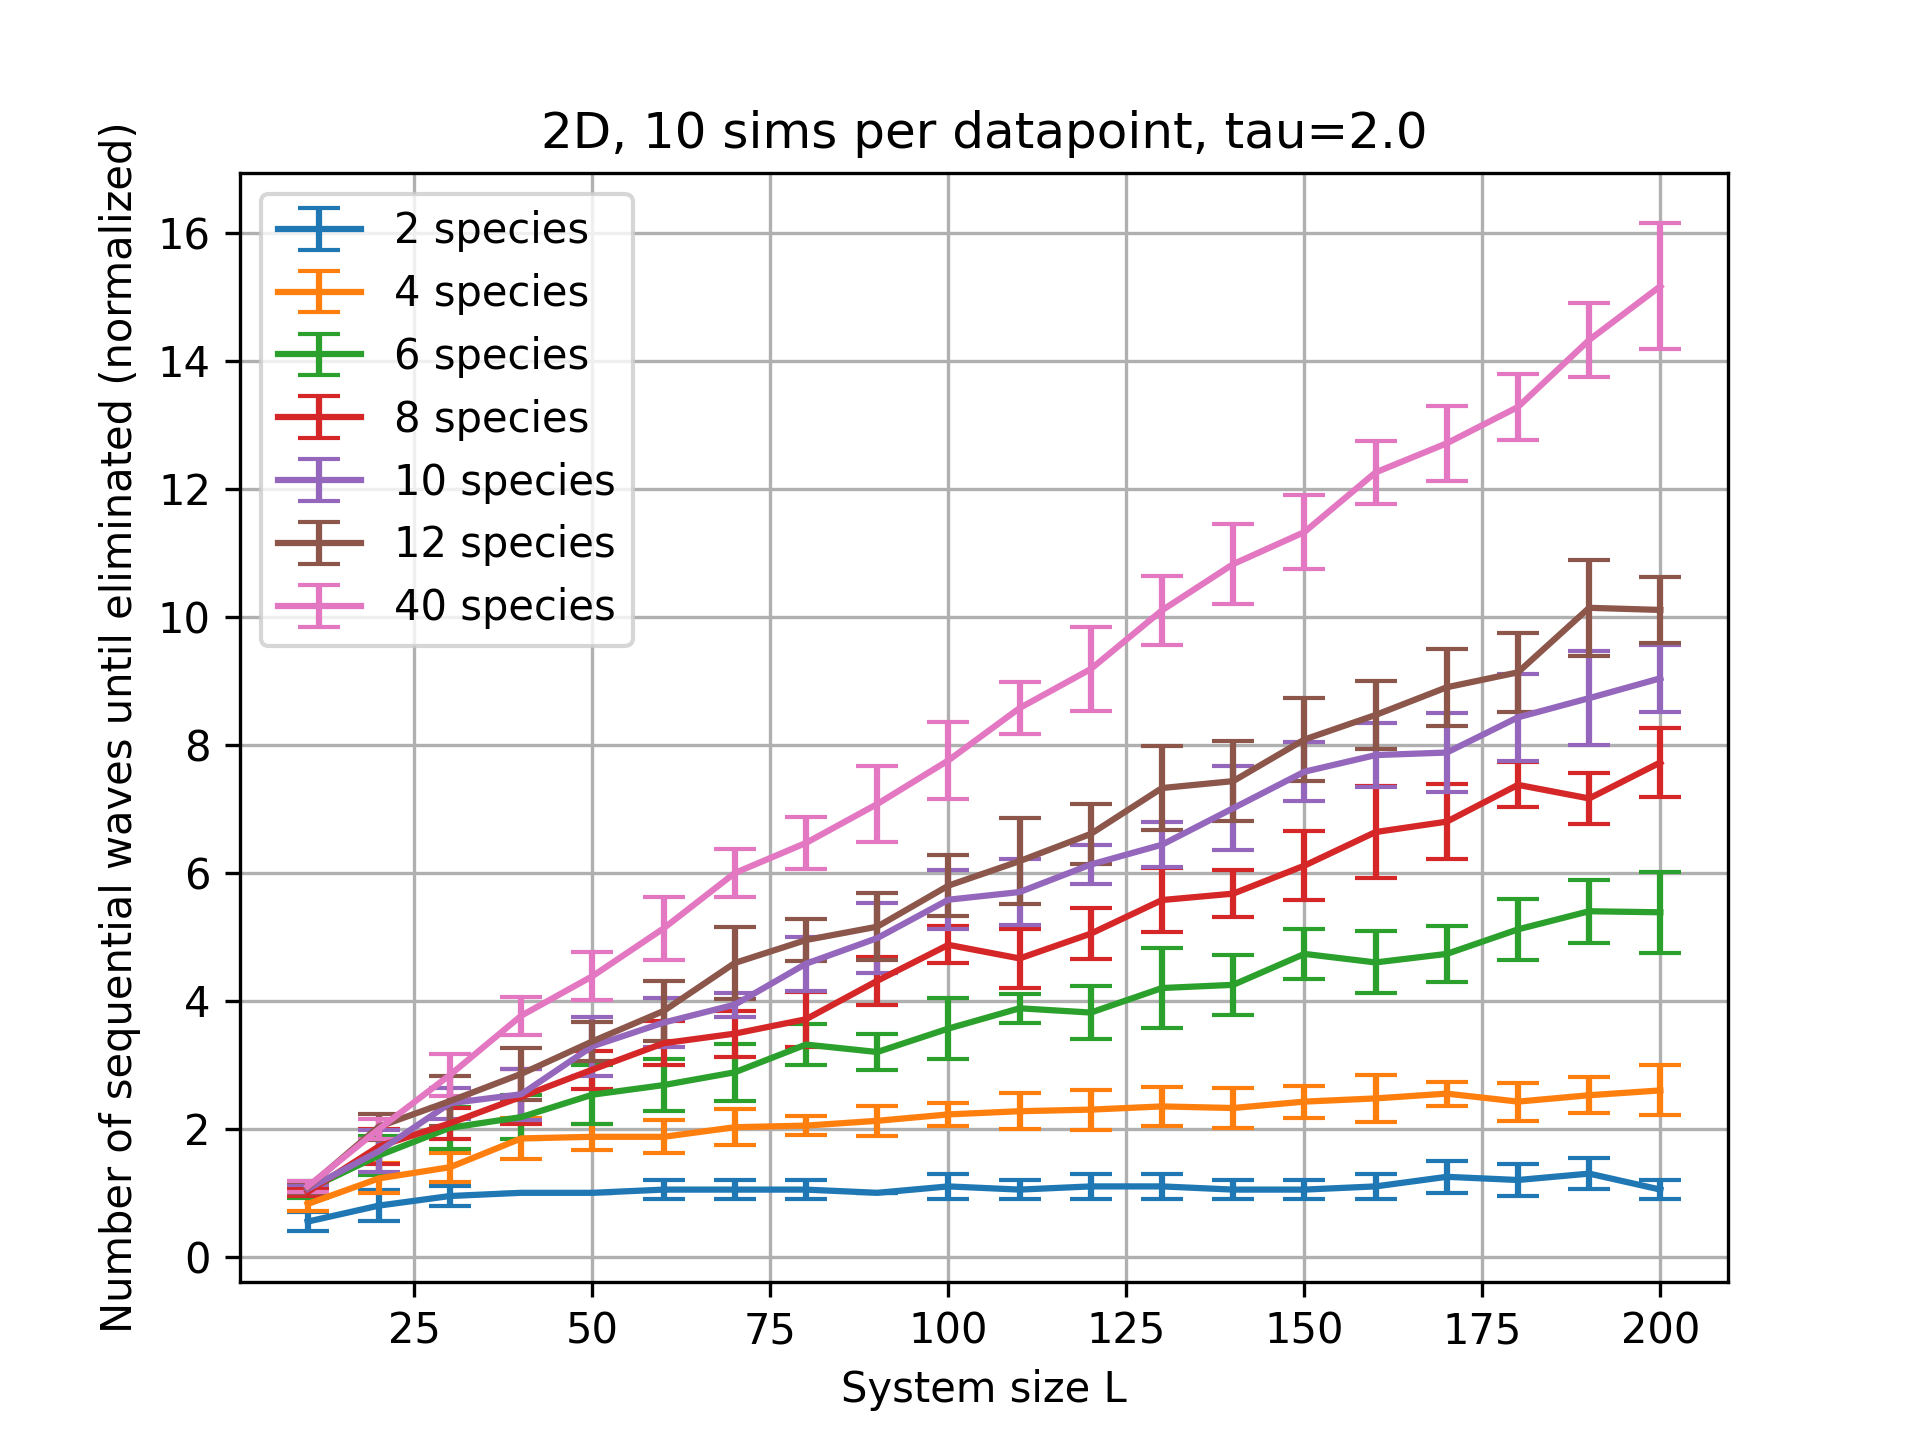 2D, 10 sims per datapoint, tau=2.0
Number of sequential waves until eliminated (normalized)
16
14
12
10
8
6
4
2
0
2 species
4 species
6 species
8 species
10 species
12 species
40 species
25 50 75 100 125 150 175 200
System size L